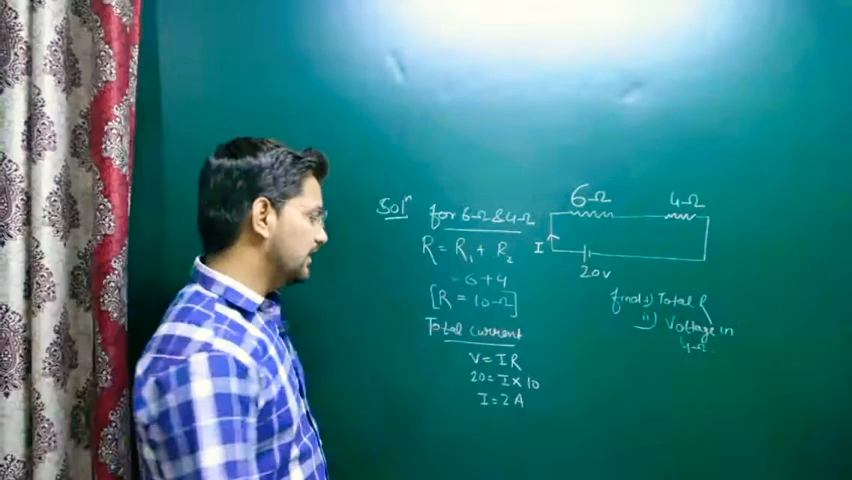 Solⁿ
for 6Ω & 4Ω
R = R₁ + R₂
= 6+4
[R = 10Ω]
Total current
V = IR
20 = I × 10
I = 2 A
6Ω
4Ω
I
20v
find i) Total R
ii) Voltage in
4Ω.